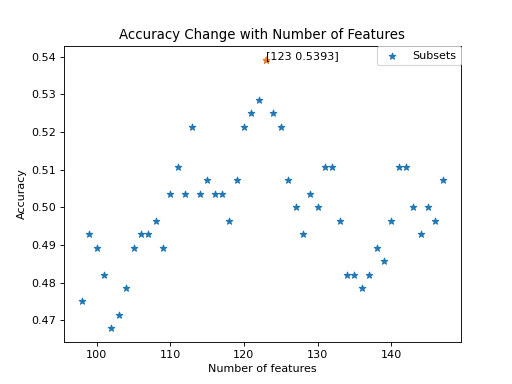 Accuracy Change with Number of Features
[123 0.5393]
Subsets
0.54
0.53
0.52
0.51
0.50
0.49
0.48
0.47
Accuracy
100 110 120 130 140
Number of features